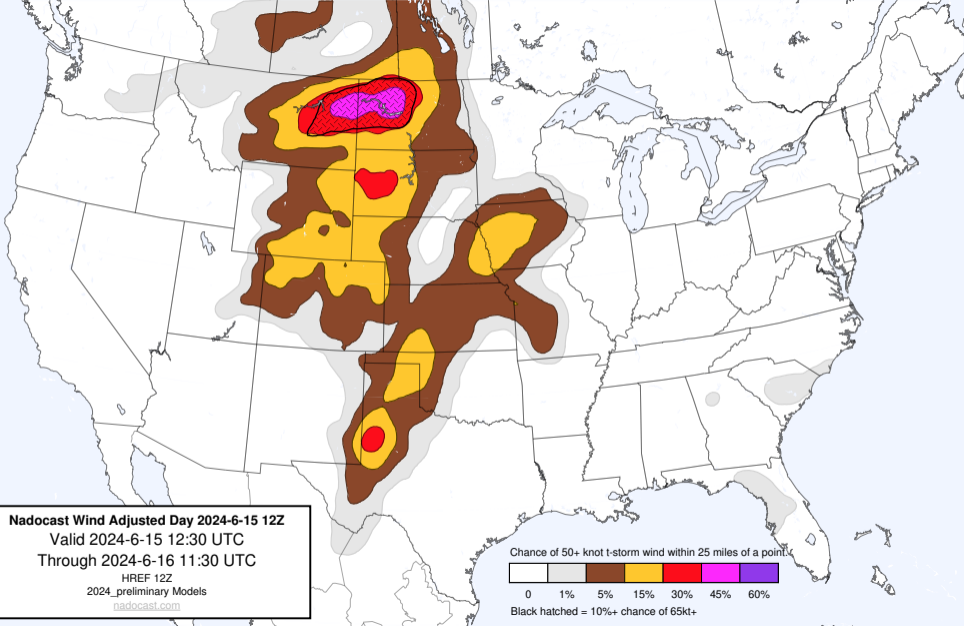 Nadocast Wind Adjusted Day 2024-6-15 12Z
Valid 2024-6-15 12:30 UTC
Through 2024-6-16 11:30 UTC
HREF 12Z
2024_preliminary Models
nadocast.com
Chance of 50+ knot t-storm wind within 25 miles of a point.
0 1% 5% 15% 30% 45% 60%
Black hatched = 10%+ chance of 65kt+